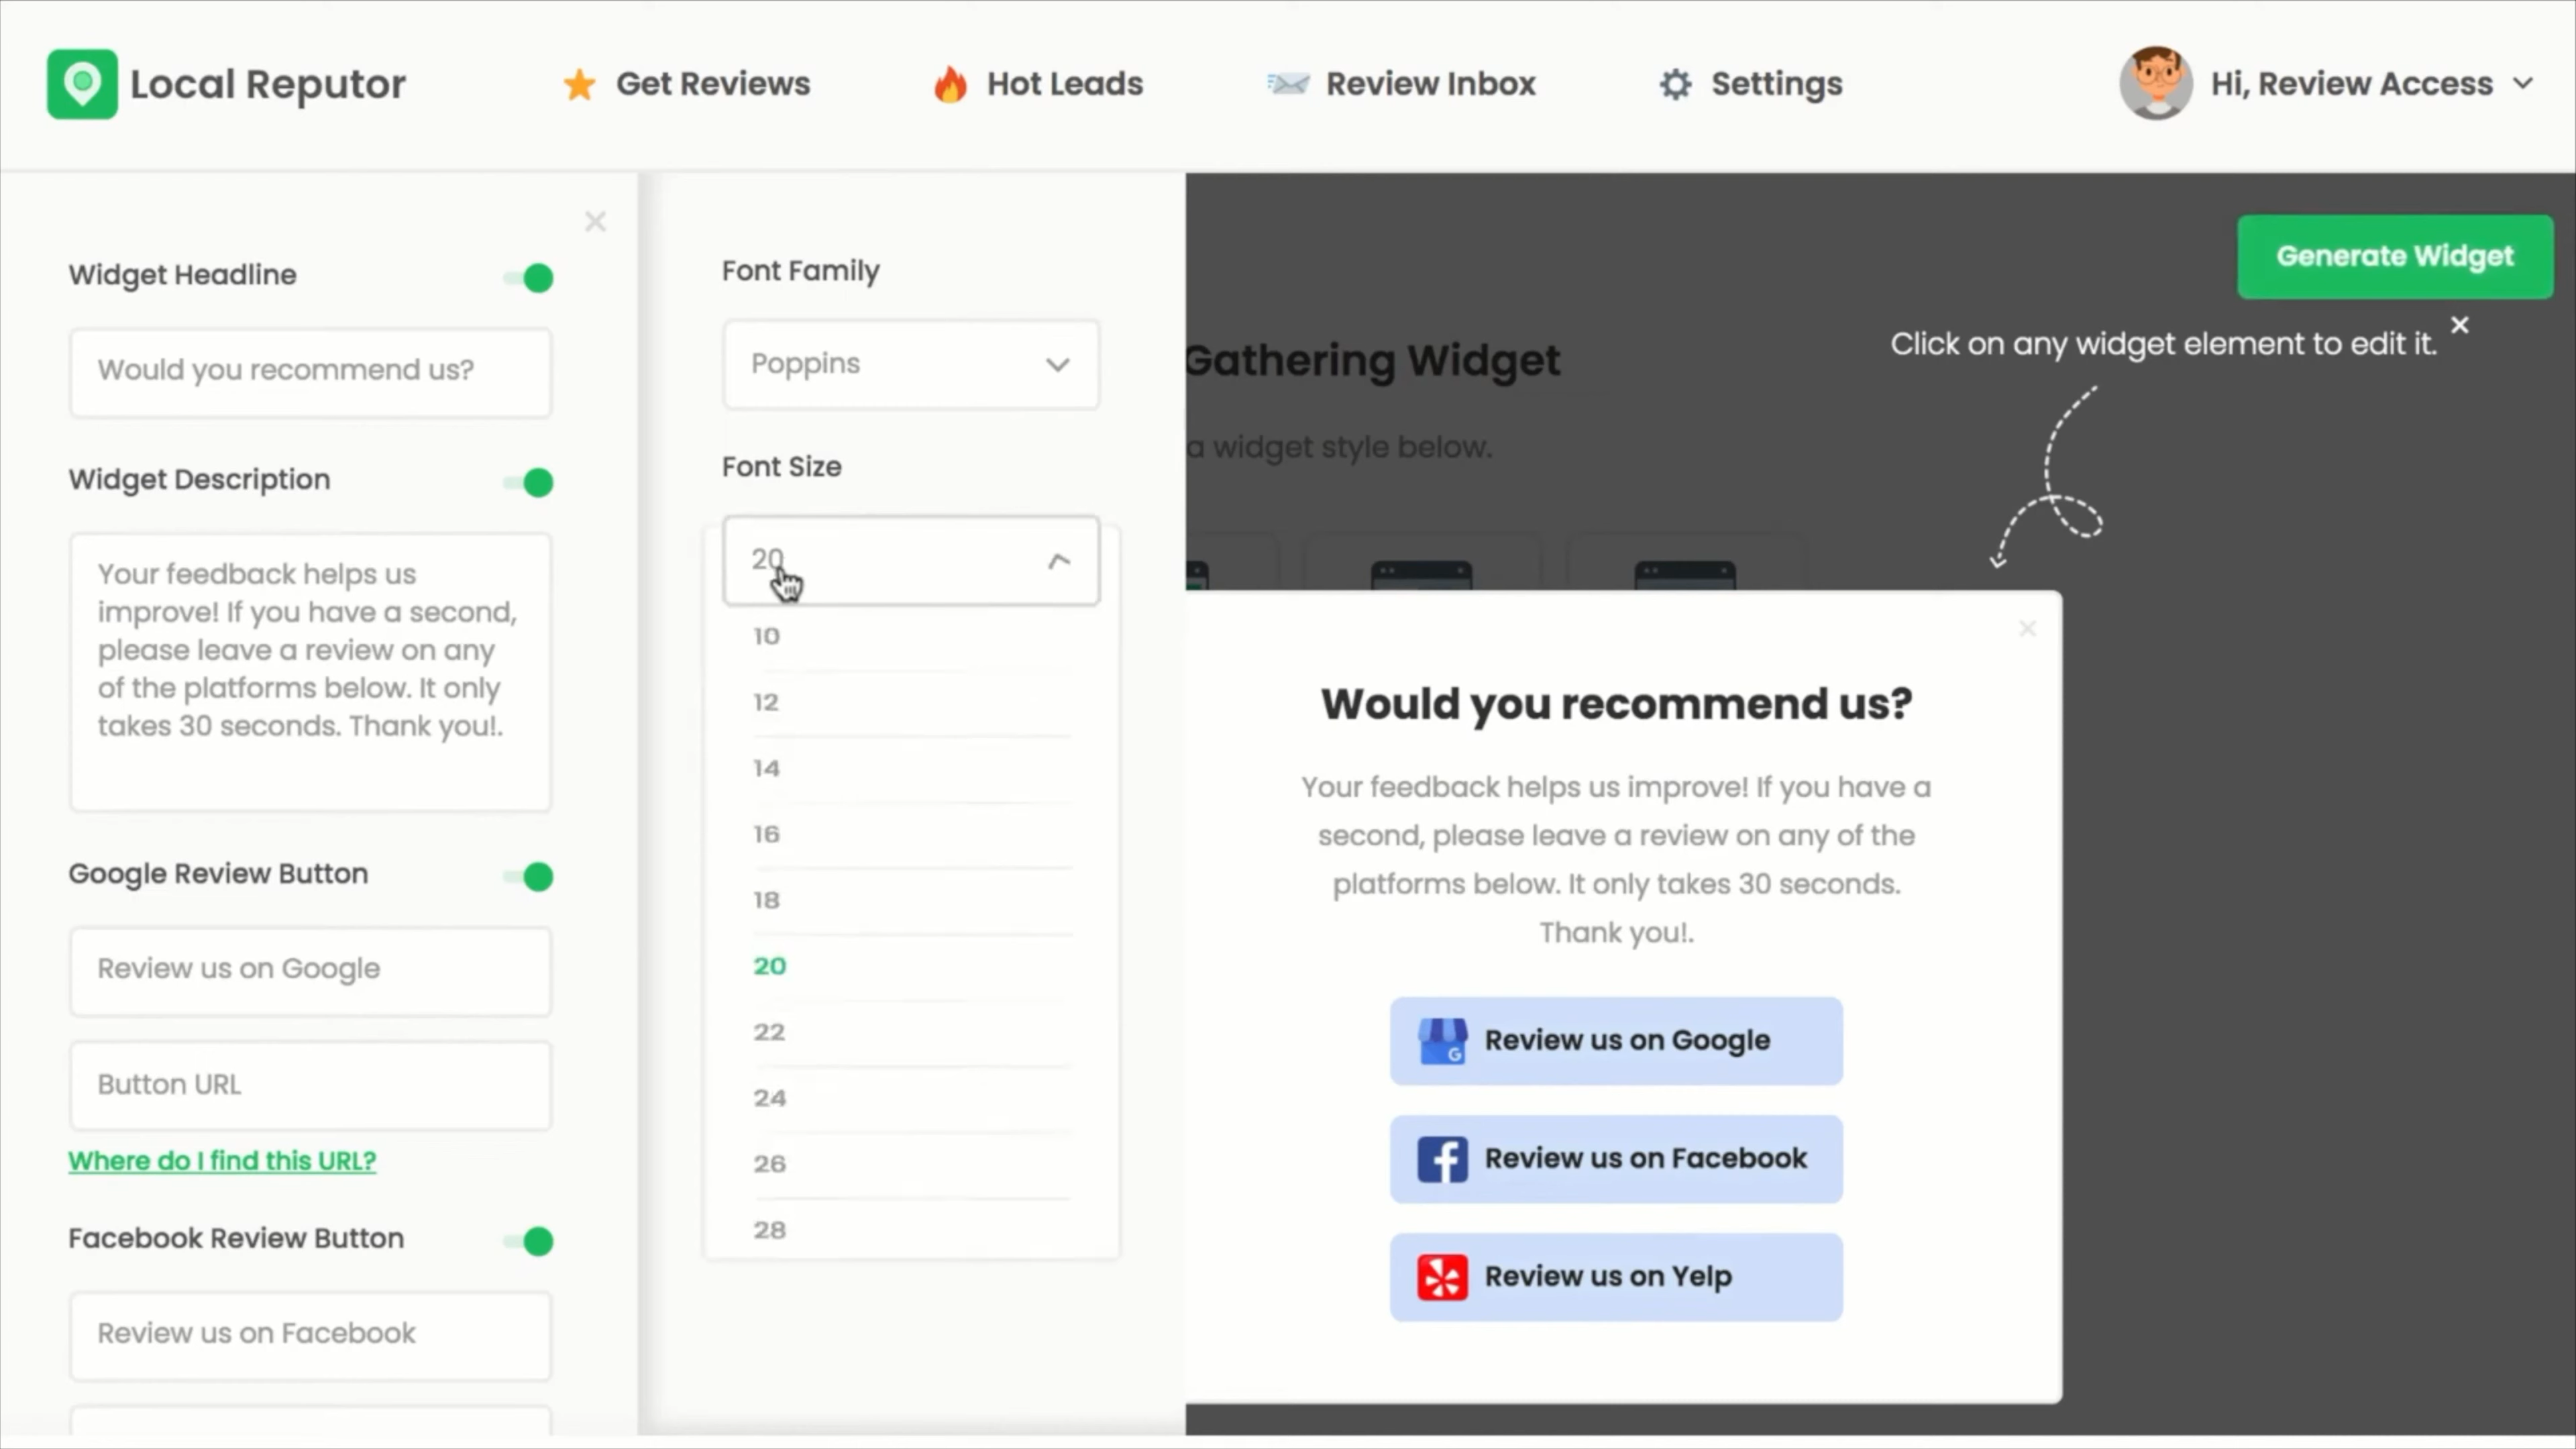 Local Reputor
Get Reviews
Hot Leads
Review Inbox
Settings
Hi, Review Access
Widget Headline
Would you recommend us?
Widget Description
Your feedback helps us
improve! If you have a second,
please leave a review on any
of the platforms below. It only
takes 30 seconds. Thank you!.
Google Review Button
Review us on Google
Button URL
Where do I find this URL?
Facebook Review Button
Review us on Facebook
Font Family
Poppins
Font Size
20
10
12
14
16
18
20
22
24
26
28
Generate Widget
Click on any widget element to edit it.
Gathering Widget
a widget style below.
Would you recommend us?
Your feedback helps us improve! If you have a
second, please leave a review on any of the
platforms below. It only takes 30 seconds.
Thank you!.
G
Review us on Google
f
Review us on Facebook
Review us on Yelp